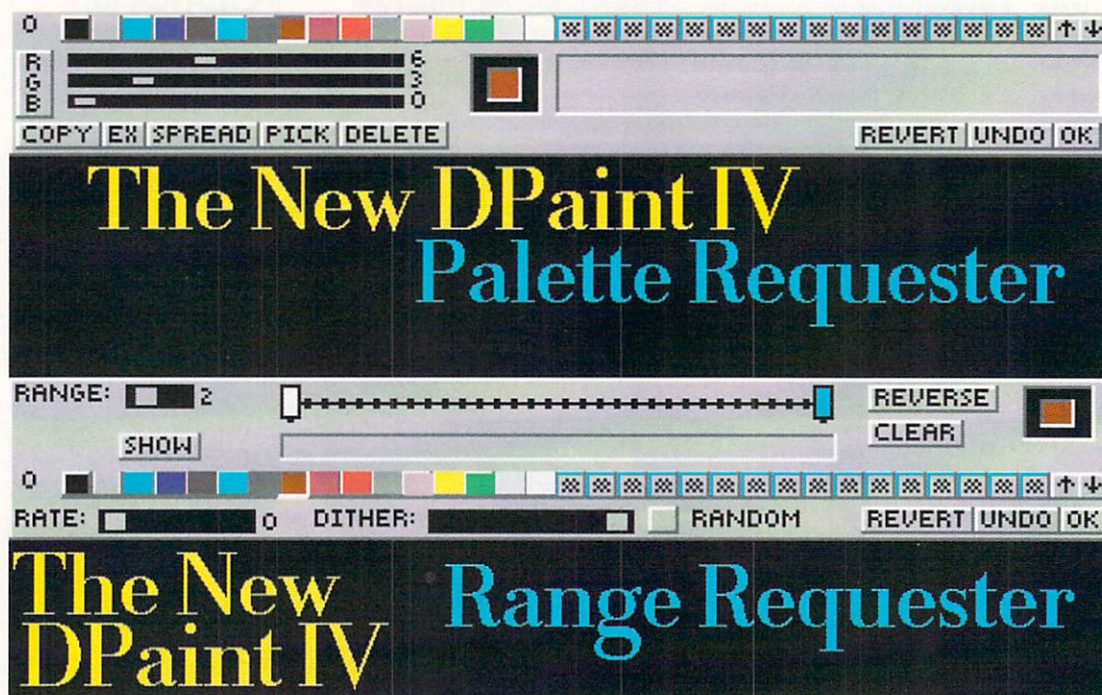 0
R 6
G 3
B 0
COPY EX SPREAD PICK DELETE REVERT UNDO OK
The New DPaint IV
Palette Requester
RANGE: 2 REVERSE
SHOW CLEAR
0
RATE: 0 DITHER: RANDOM REVERT UNDO OK
The New
DPaint IV
Range Requester